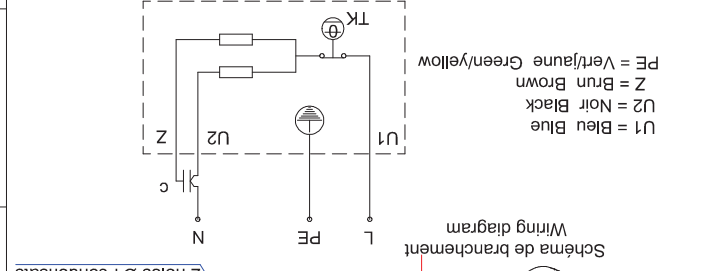 Schéma de branchement
Wiring diagram
L PE N
C
U1 U2 Z
U1 = Bleu Blue
U2 = Noir Black
Z = Brun Brown
PE = Vert/jaune Green/yellow
TK